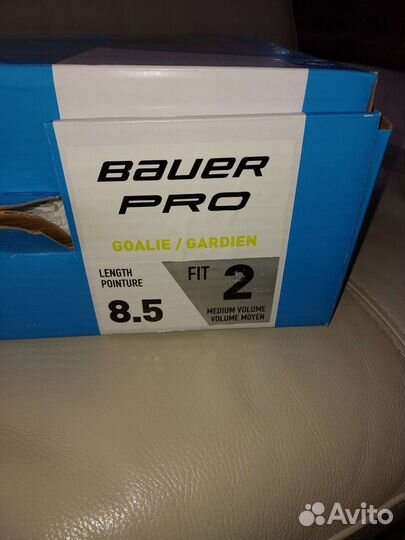 BAUER
PRO
GOALIE / GARDIEN
LENGTH
POINTURE
8.5
FIT 2
MEDIUM VOLUME
VOLUME MOYEN
Avito